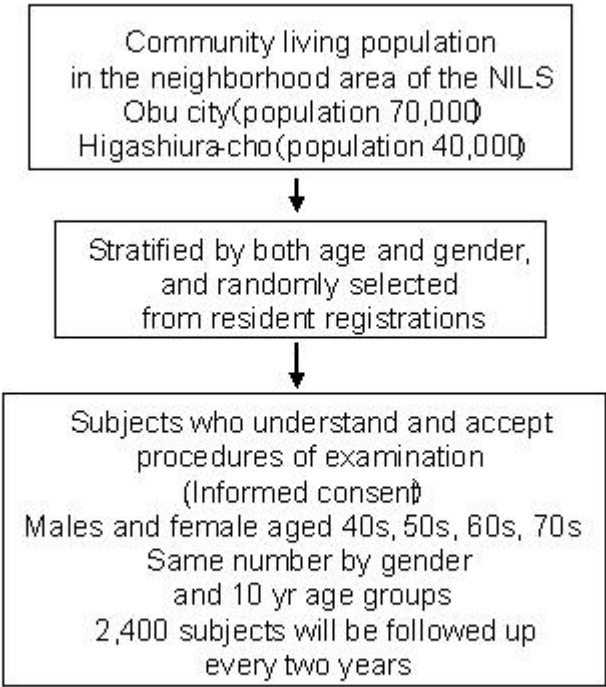 Community living population
in the neighborhood area of the NILS
Obu city(population 70,000)
Higashiura-cho(population 40,000)
Stratified by both age and gender,
and randomly selected
from resident registrations
Subjects who understand and accept
procedures of examination
(Informed consent)
Males and female aged 40s, 50s, 60s, 70s
Same number by gender
and 10 yr age groups
2,400 subjects will be followed up
every two years